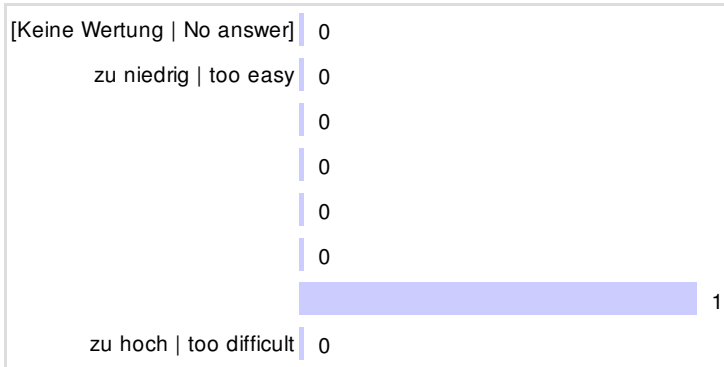 [Keine Wertung | No answer] 0
zu niedrig | too easy 0
0
0
0
0
1
zu hoch | too difficult 0